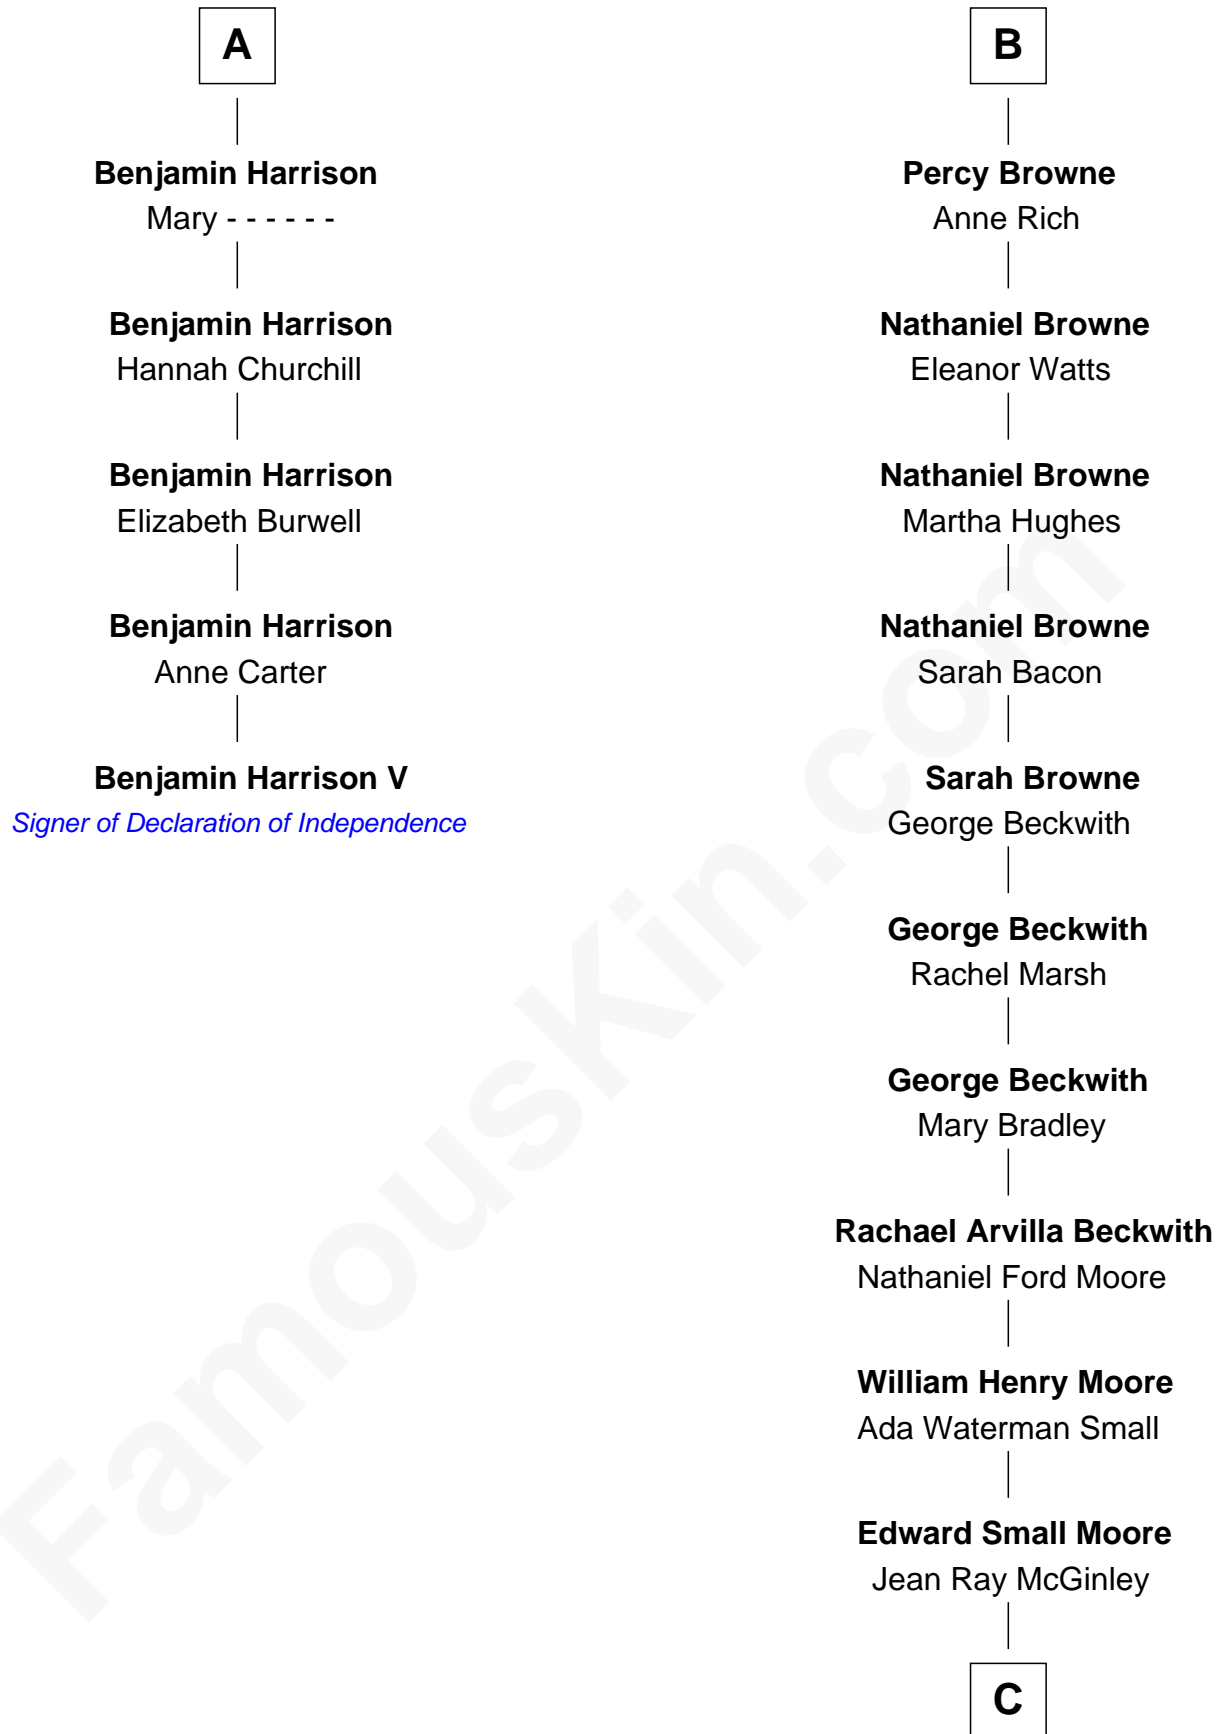 A
Benjamin Harrison
Mary - - - - - -
Benjamin Harrison
Hannah Churchill
Benjamin Harrison
Elizabeth Burwell
Benjamin Harrison
Anne Carter
Benjamin Harrison V
Signer of Declaration of Independence
B
Percy Browne
Anne Rich
Nathaniel Browne
Eleanor Watts
Nathaniel Browne
Martha Hughes
Nathaniel Browne
Sarah Bacon
Sarah Browne
George Beckwith
George Beckwith
Rachel Marsh
George Beckwith
Mary Bradley
Rachael Arvilla Beckwith
Nathaniel Ford Moore
William Henry Moore
Ada Waterman Small
Edward Small Moore
Jean Ray McGinley
C
FamousKin.com